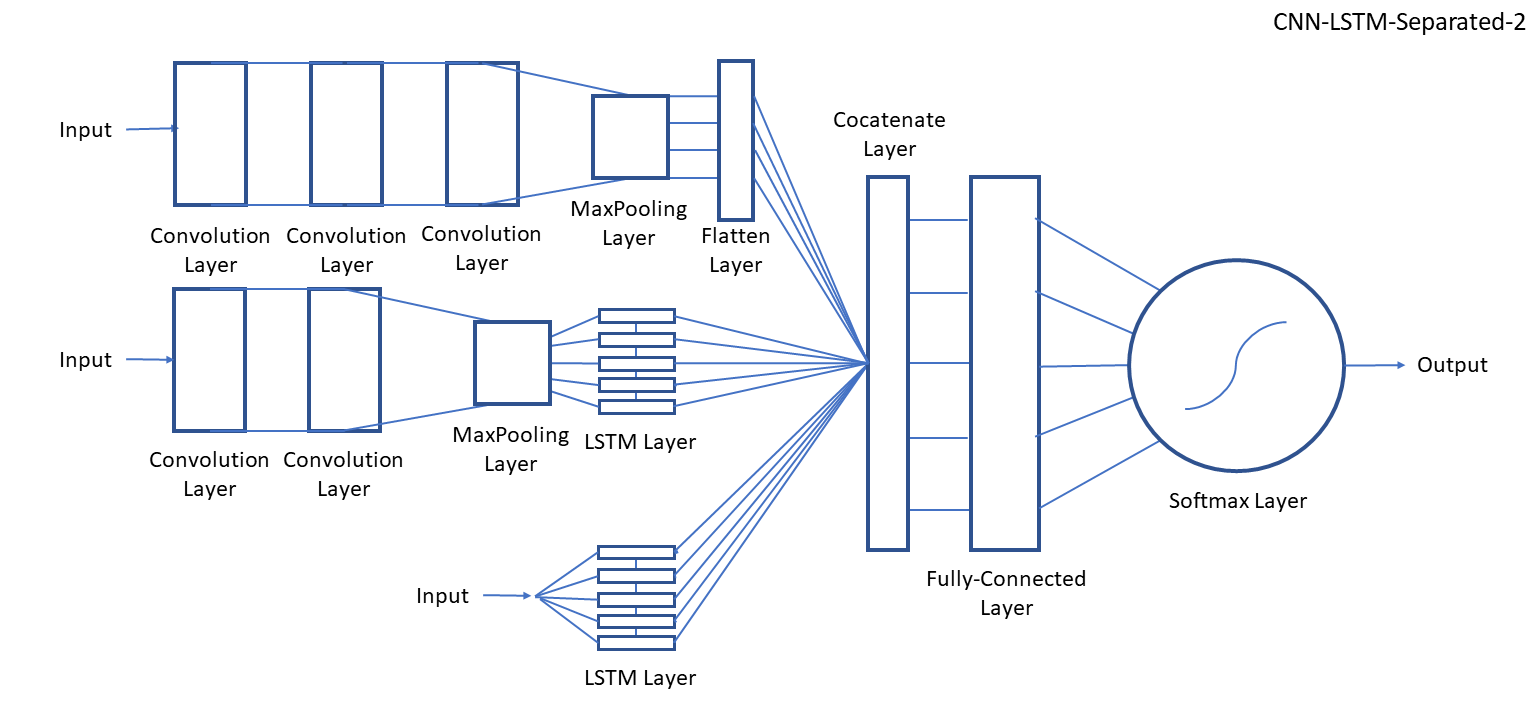 CNN-LSTM-Separated-2
Input
Convolution
Layer
Convolution
Layer
Convolution
Layer
MaxPooling
Layer
Flatten
Layer
Cocatenate
Layer
Input
Convolution
Layer
Convolution
Layer
MaxPooling
Layer
LSTM Layer
Input
LSTM Layer
Fully-Connected
Layer
Softmax Layer
Output